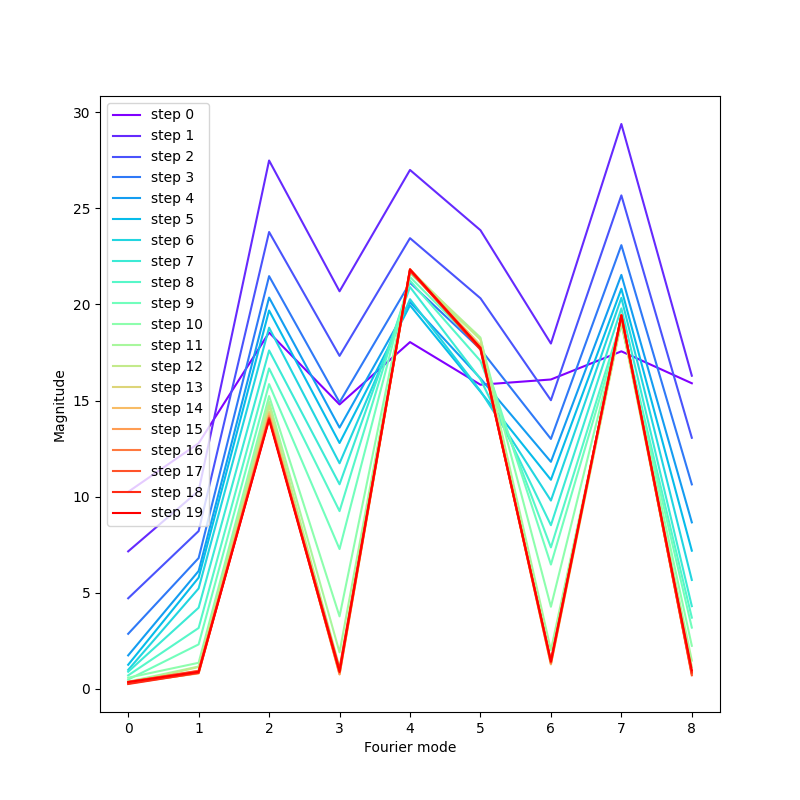 30
25
20
15
10
5
0
Magnitude
step 0
step 1
step 2
step 3
step 4
step 5
step 6
step 7
step 8
step 9
step 10
step 11
step 12
step 13
step 14
step 15
step 16
step 17
step 18
step 19
0 1 2 3 4 5 6 7 8
Fourier mode